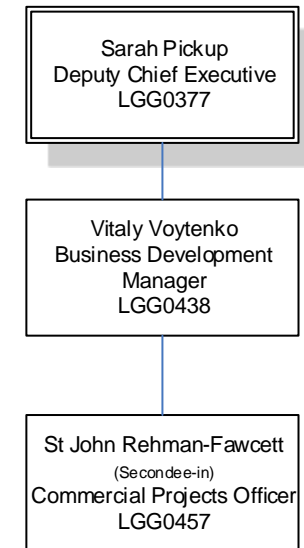 Sarah Pickup
Deputy Chief Executive
LGG0377
Vitaly Voytenko
Business Development
Manager
LGG0438
St John Rehman-Fawcett
(Secondee-in)
Commercial Projects Officer
LGG0457